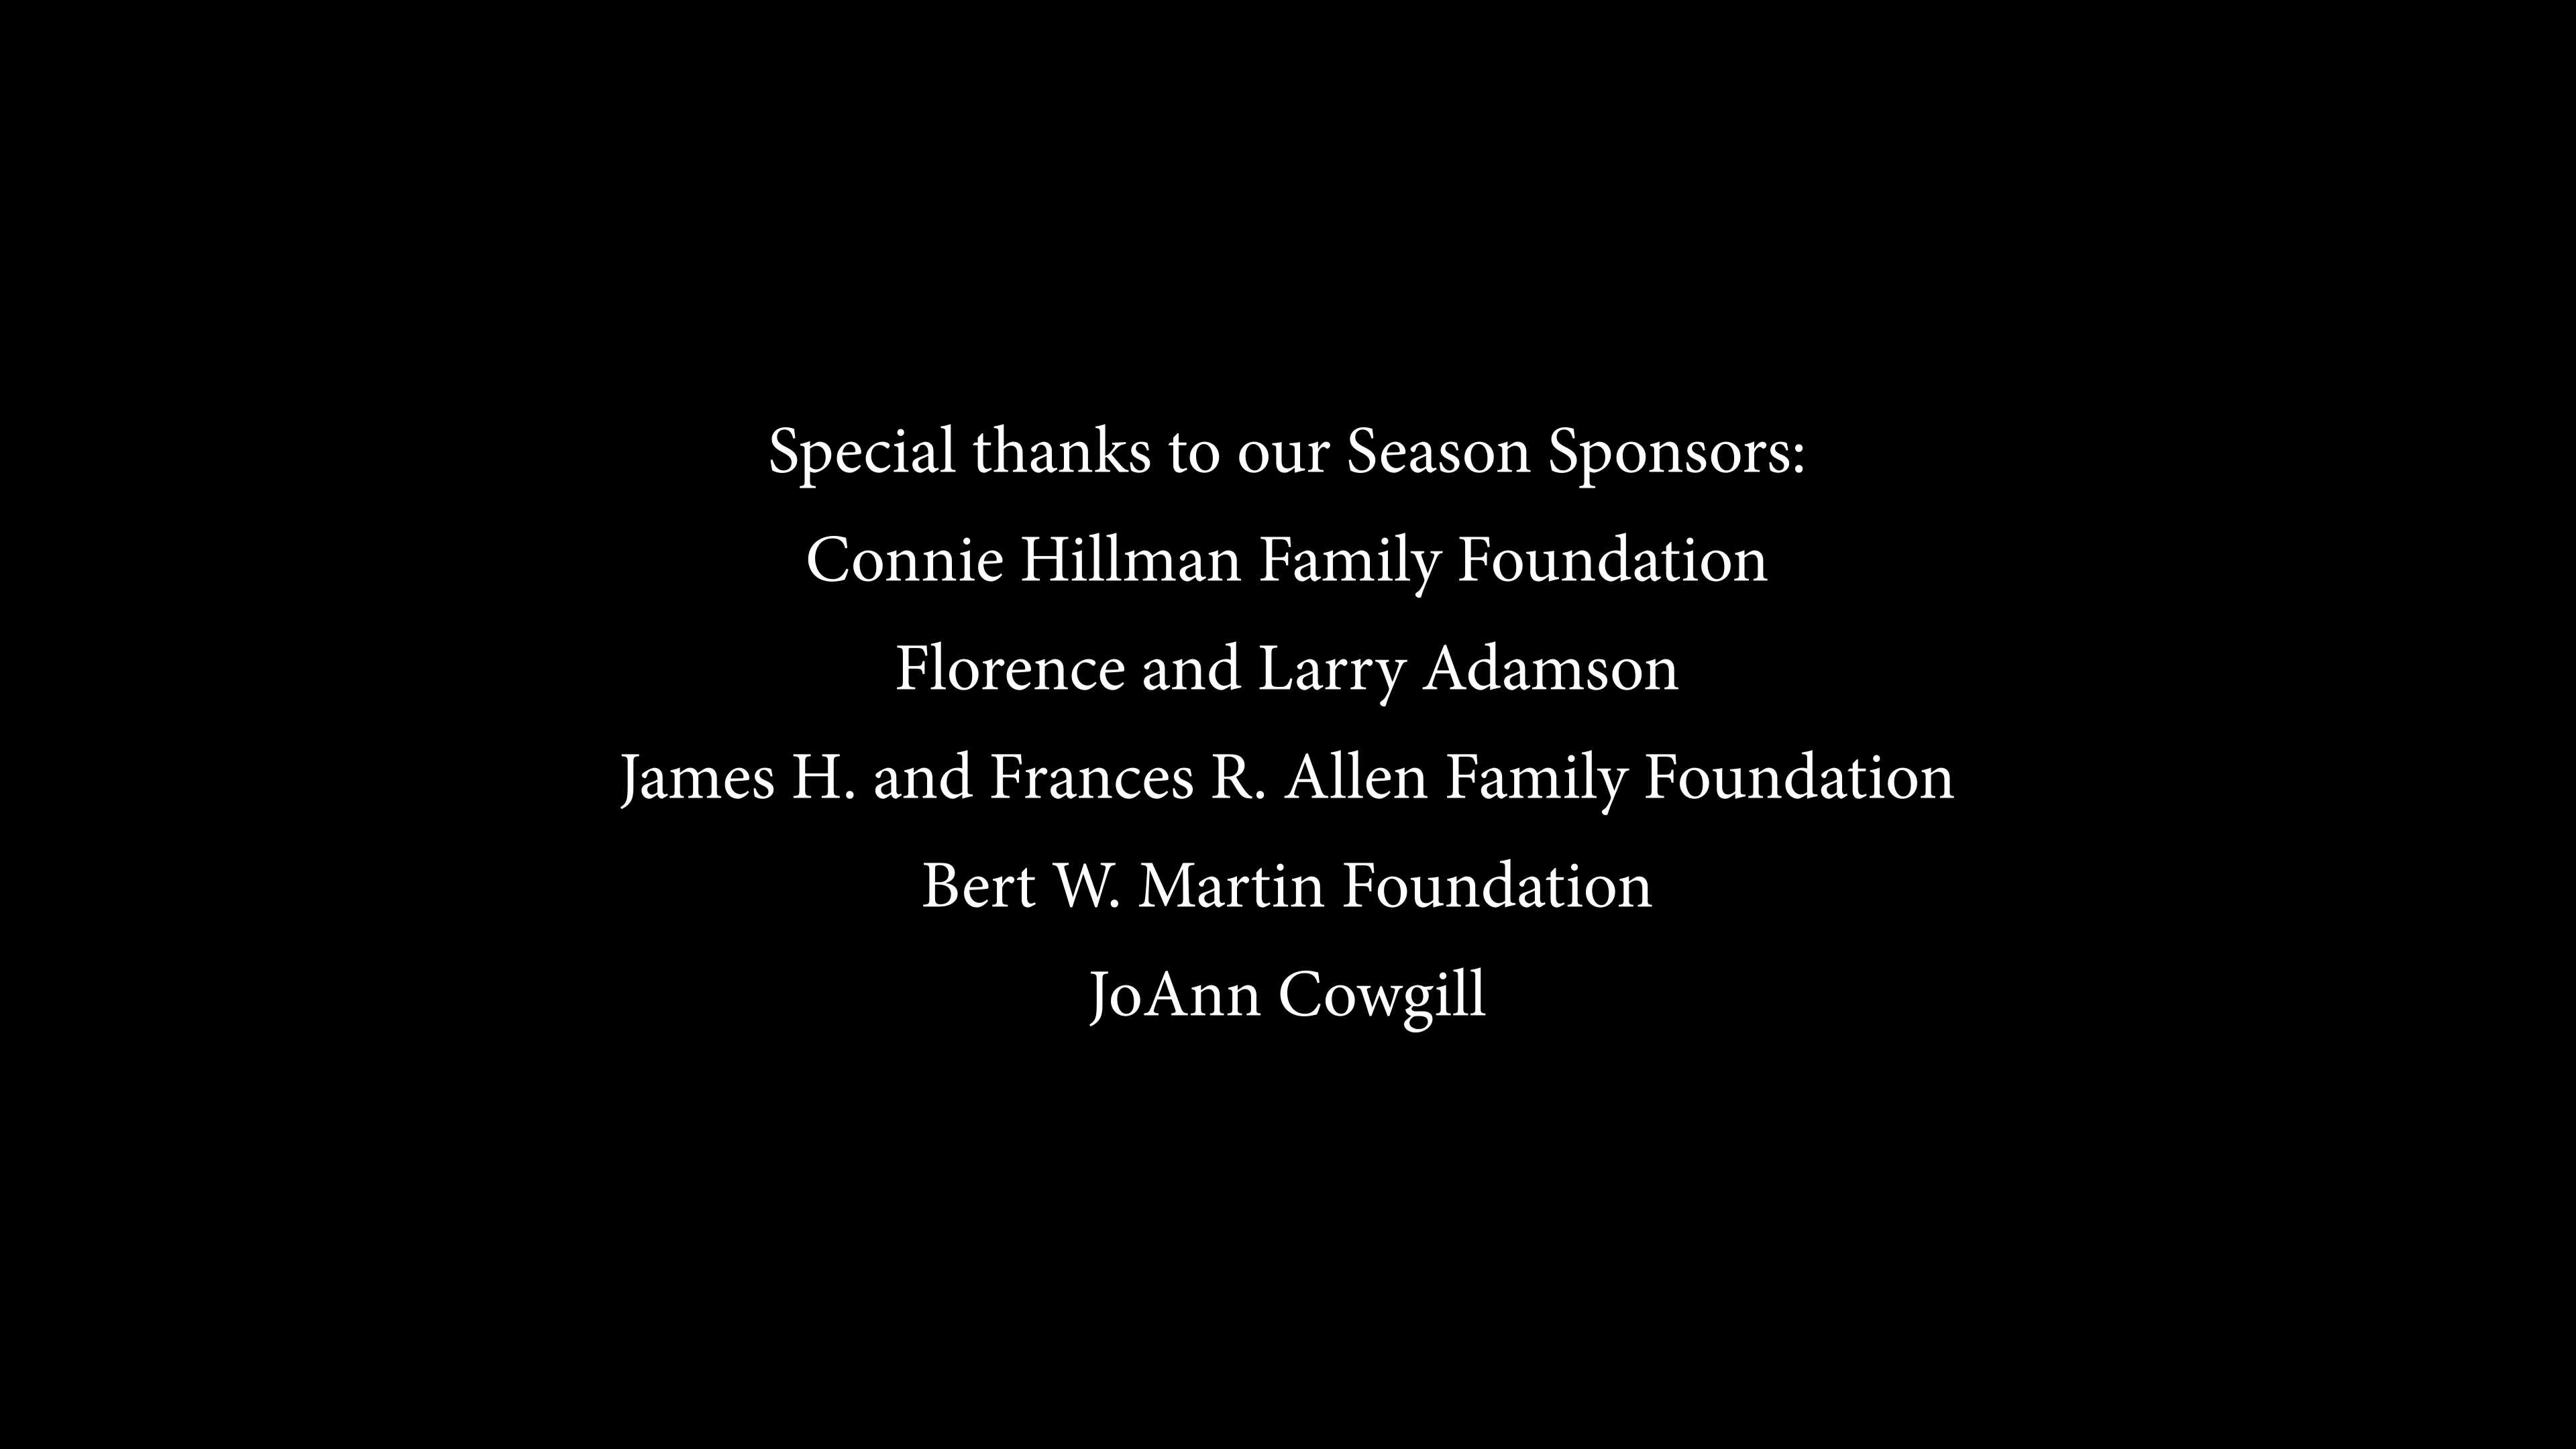 Special thanks to our Season Sponsors:
Connie Hillman Family Foundation
Florence and Larry Adamson
James H. and Frances R. Allen Family Foundation
Bert W. Martin Foundation
JoAnn Cowgill